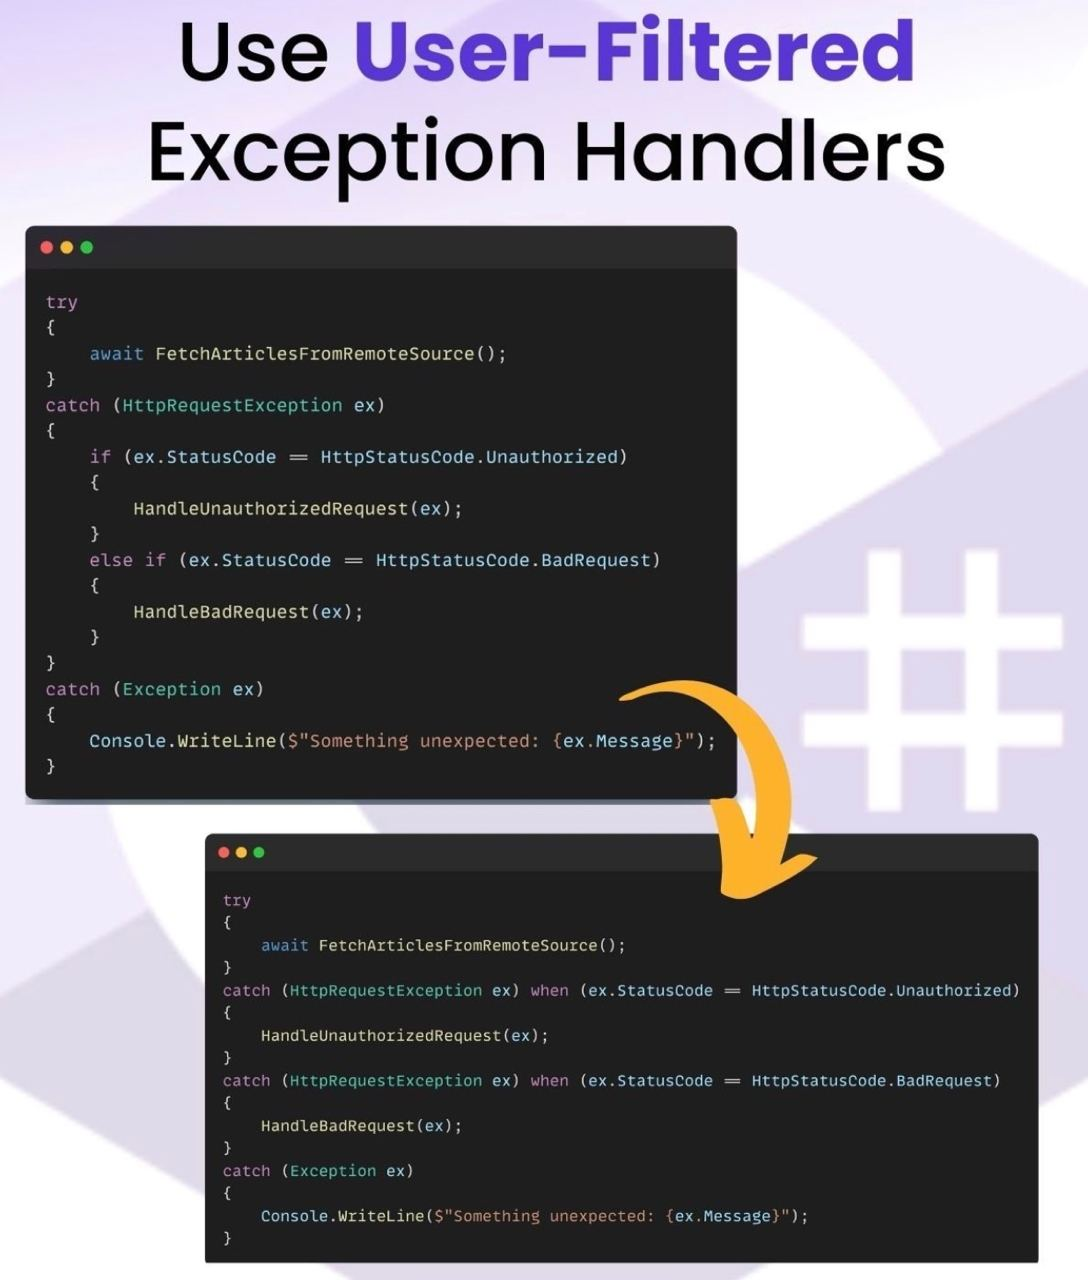 Use User-Filtered
Exception Handlers
try
{
    await FetchArticlesFromRemoteSource();
}
catch (HttpRequestException ex)
{
    if (ex.StatusCode == HttpStatusCode.Unauthorized)
    {
        HandleUnauthorizedRequest(ex);
    }
    else if (ex.StatusCode == HttpStatusCode.BadRequest)
    {
        HandleBadRequest(ex);
    }
}
catch (Exception ex)
{
    Console.WriteLine($"Something unexpected: {ex.Message}");
}
#
try
{
    await FetchArticlesFromRemoteSource();
}
catch (HttpRequestException ex) when (ex.StatusCode == HttpStatusCode.Unauthorized)
{
    HandleUnauthorizedRequest(ex);
}
catch (HttpRequestException ex) when (ex.StatusCode == HttpStatusCode.BadRequest)
{
    HandleBadRequest(ex);
}
catch (Exception ex)
{
    Console.WriteLine($"Something unexpected: {ex.Message}");
}